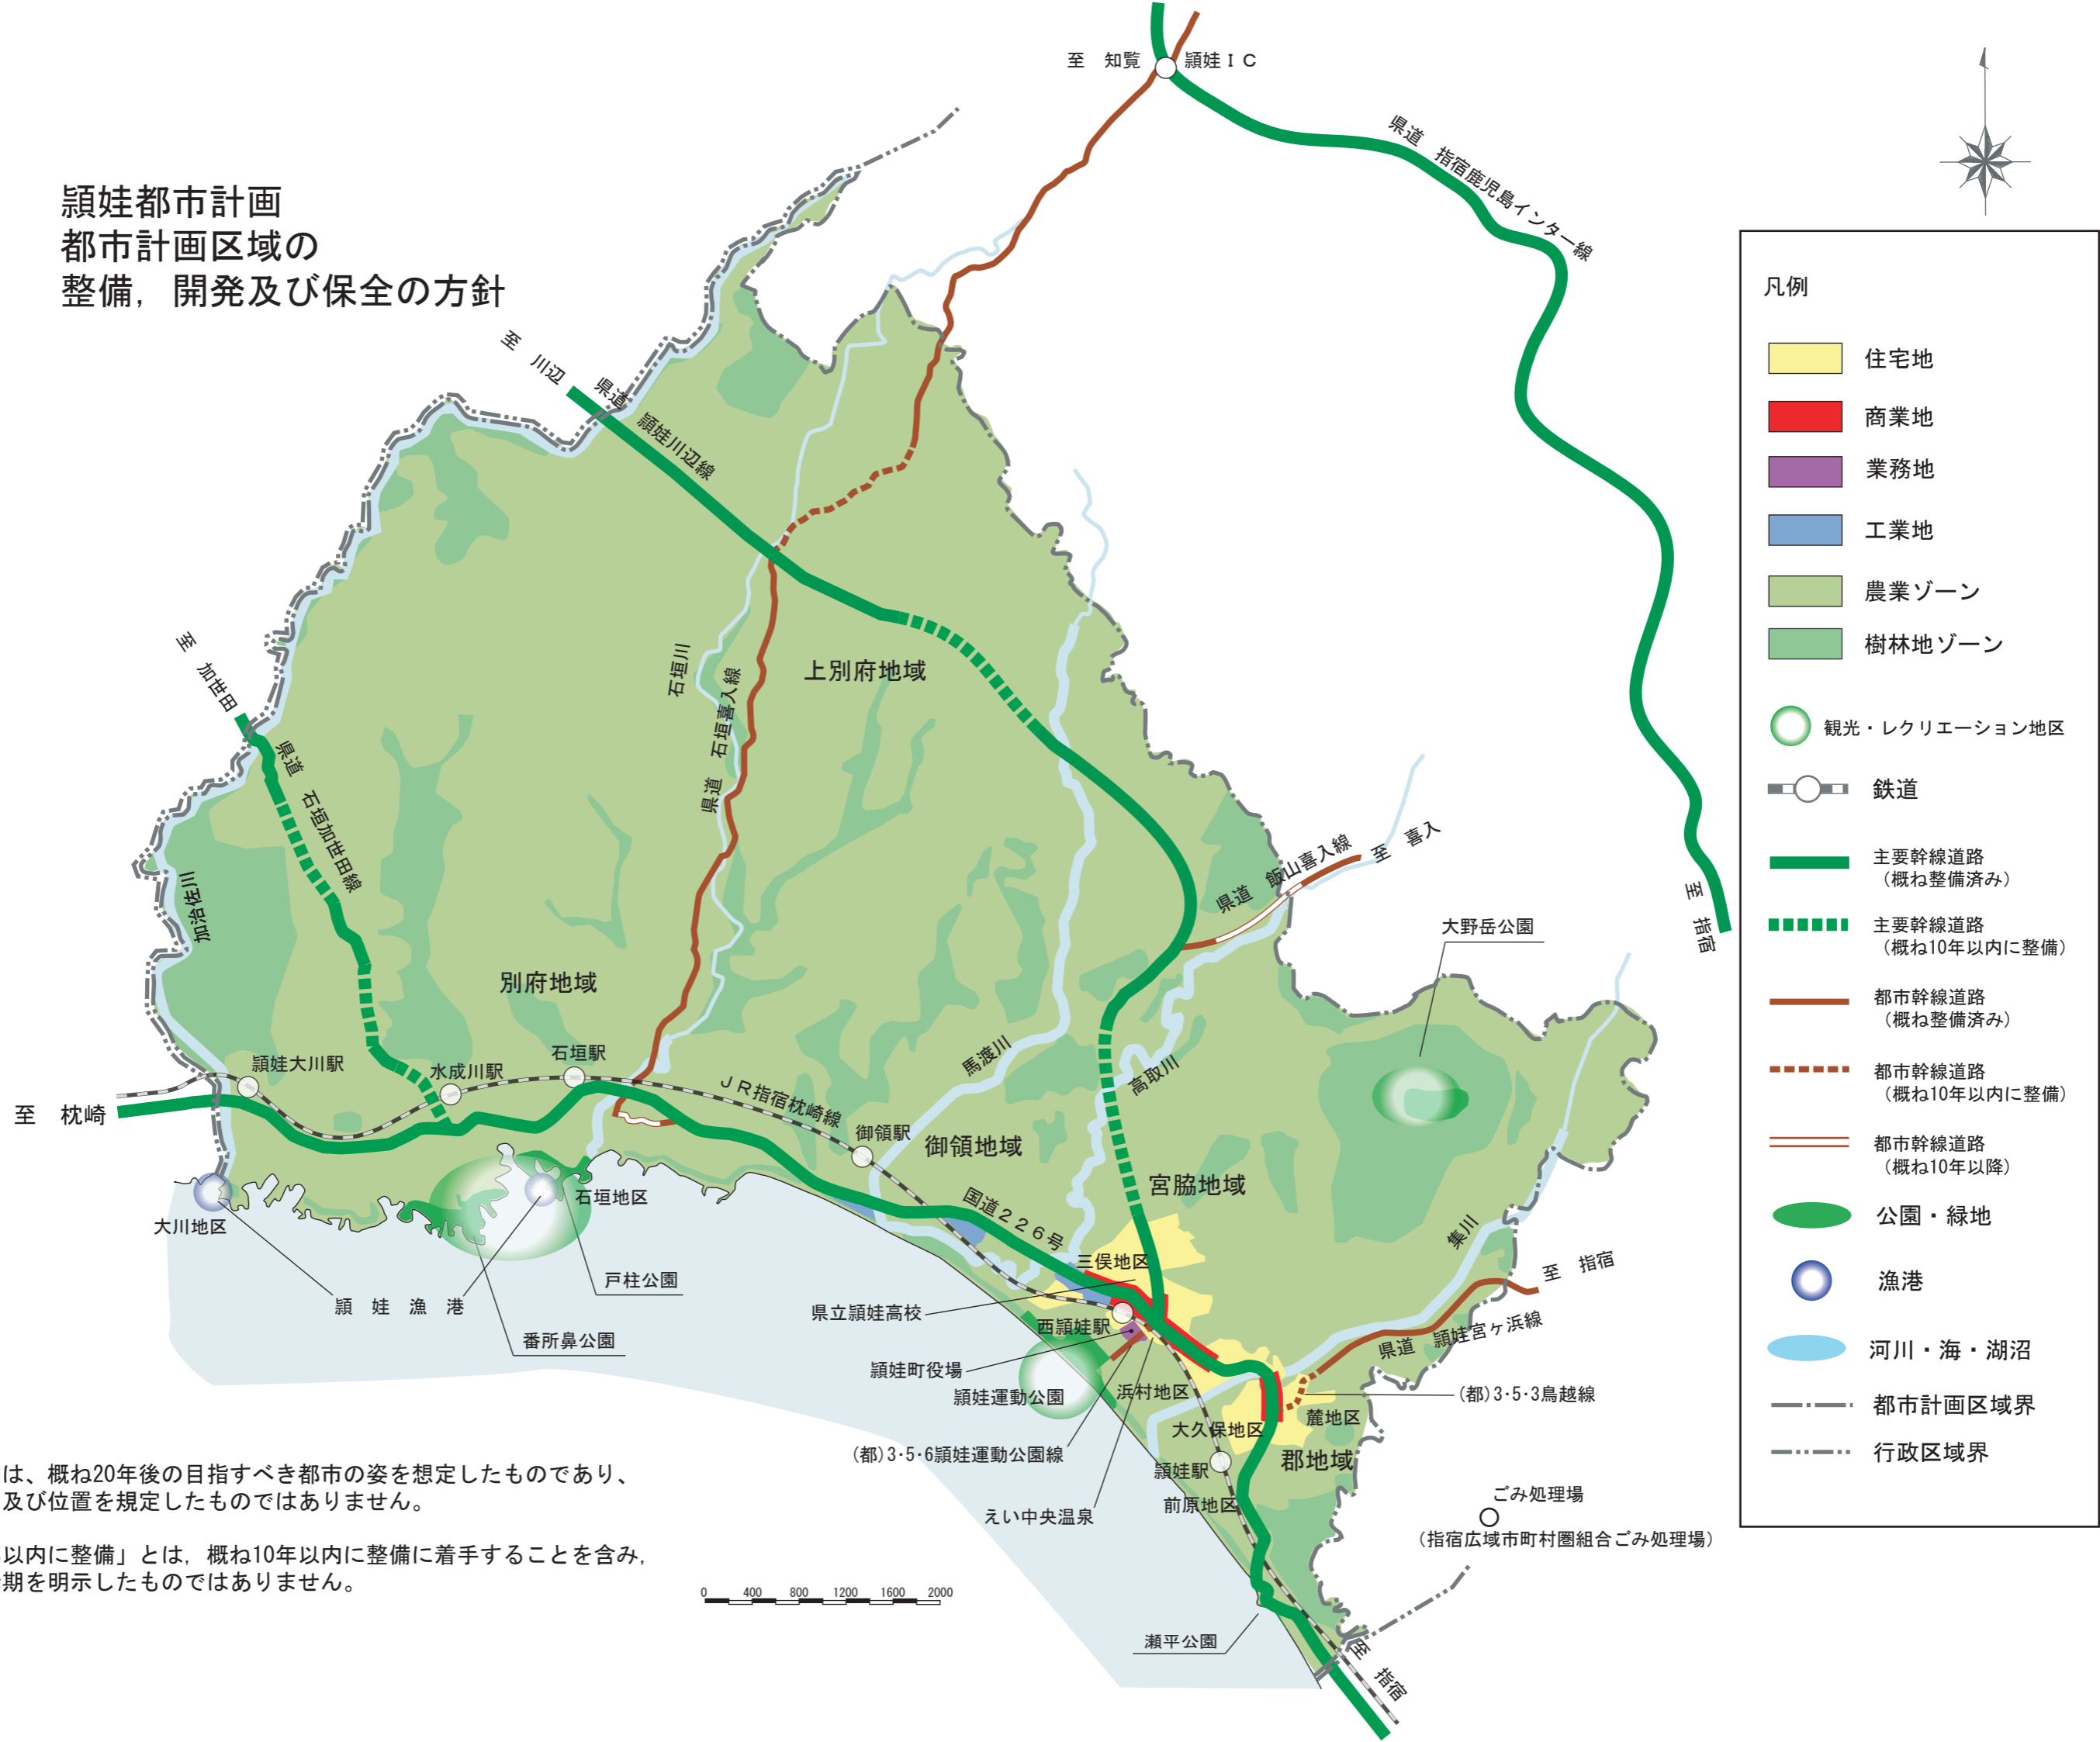 頴娃都市計画
都市計画区域の
整備，開発及び保全の方針
至　知覧
頴娃ＩＣ
県道　指宿鹿児島インター線
至　指宿
至　川辺
県道　頴娃川辺線
至　加世田
県道　石垣加世田線
加治佐川
石垣川
県道　石垣喜入線
上別府地域
別府地域
県道　飯山喜入線
至　喜入
大野岳公園
馬渡川
高取川
頴娃大川駅
水成川駅
石垣駅
ＪＲ指宿枕崎線
御領駅
御領地域
宮脇地域
至　枕崎
国道２２６号
集川
至　指宿
県道　頴娃宮ヶ浜線
大川地区
石垣地区
戸柱公園
頴　娃　漁　港
番所鼻公園
三俣地区
県立頴娃高校
西頴娃駅
頴娃町役場
頴娃運動公園
浜村地区
(都)3･5･3鳥越線
麓地区
大久保地区
(都)3･5･6頴娃運動公園線
郡地域
頴娃駅
前原地区
えい中央温泉
ごみ処理場
(指宿広域市町村圏組合ごみ処理場)
瀬平公園
至　指宿
は、概ね20年後の目指すべき都市の姿を想定したものであり、
及び位置を規定したものではありません。
以内に整備」とは，概ね10年以内に整備に着手することを含み，
期を明示したものではありません。
0 400 800 1200 1600 2000
凡例
住宅地
商業地
業務地
工業地
農業ゾーン
樹林地ゾーン
観光・レクリエーション地区
鉄道
主要幹線道路
（概ね整備済み）
主要幹線道路
（概ね10年以内に整備）
都市幹線道路
（概ね整備済み）
都市幹線道路
（概ね10年以内に整備）
都市幹線道路
（概ね10年以降）
公園・緑地
漁港
河川・海・湖沼
都市計画区域界
行政区域界